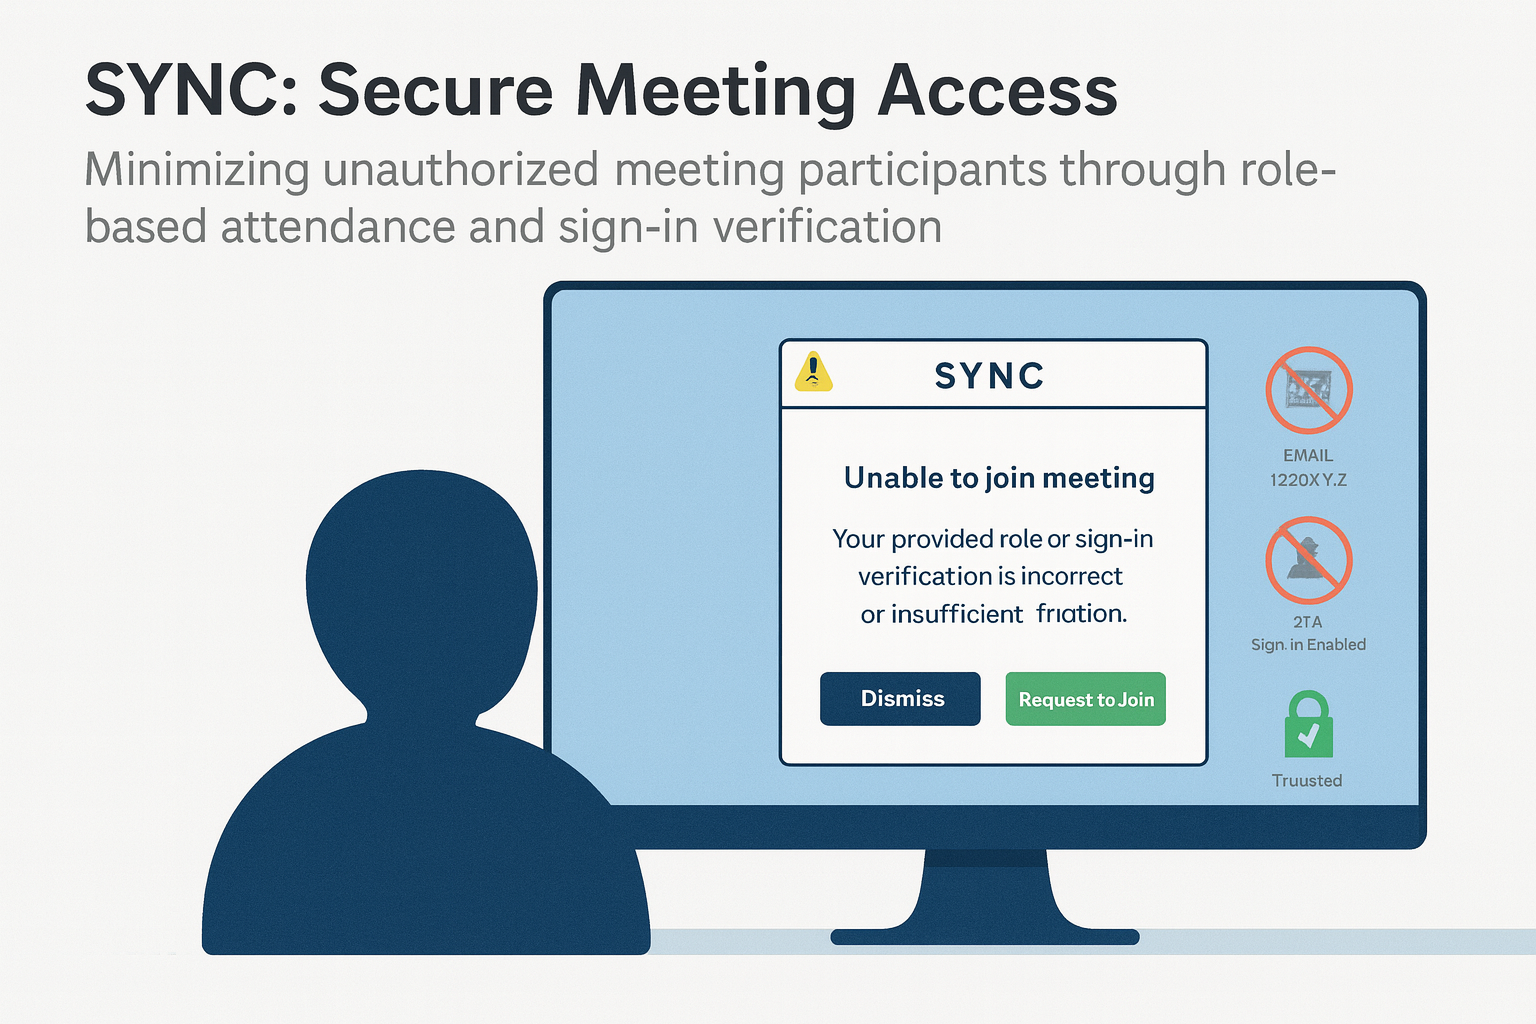 SYNC: Secure Meeting Access
Minimizing unauthorized meeting participants through role-
based attendance and sign-in verification
SYNC
Unable to join meeting
Your provided role or sign-in
verification is incorrect
or insufficient frıation.
Dismiss
Request to Join
EMAIL
1220XY.Z
2TA
Sign. in Enabled
Truusted